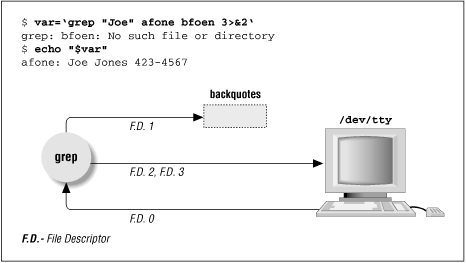 $ var=`grep "Joe" afone bfoen 3>&2`
grep: bfoen: No such file or directory
$ echo "$var"
afone: Joe Jones 423-4567
backquotes
/dev/tty
F.D. 1
grep
F.D. 2, F.D. 3
F.D. 0
F.D.- File Descriptor